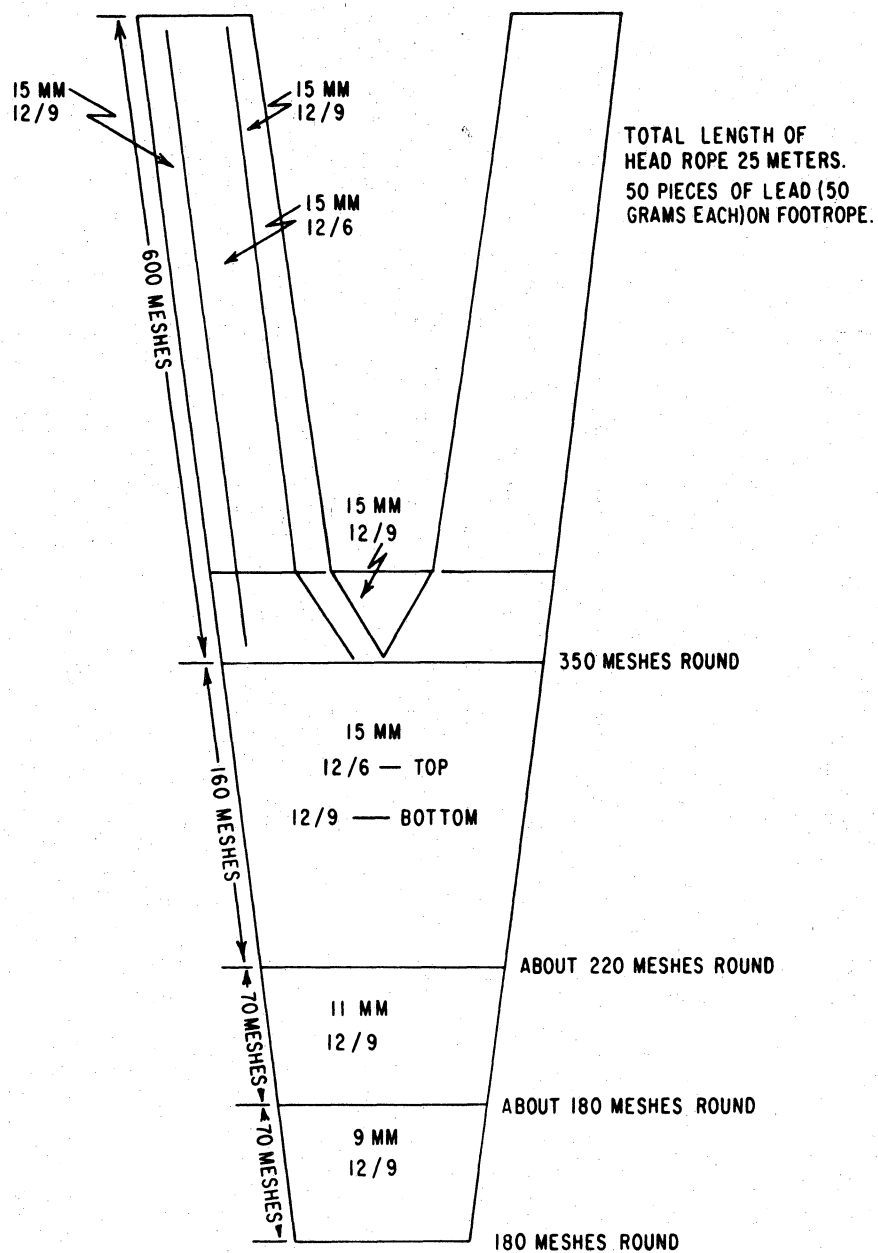 15 MM
12/9
15 MM
12/9
TOTAL LENGTH OF
HEAD ROPE 25 METERS.
50 PIECES OF LEAD (50
GRAMS EACH) ON FOOTROPE.
15 MM
12/6
600 MESHES
15 MM
12/9
350 MESHES ROUND
15 MM
12/6 — TOP
12/9 — BOTTOM
160 MESHES
ABOUT 220 MESHES ROUND
70 MESHES
11 MM
12/9
ABOUT 180 MESHES ROUND
70 MESHES
9 MM
12/9
180 MESHES ROUND